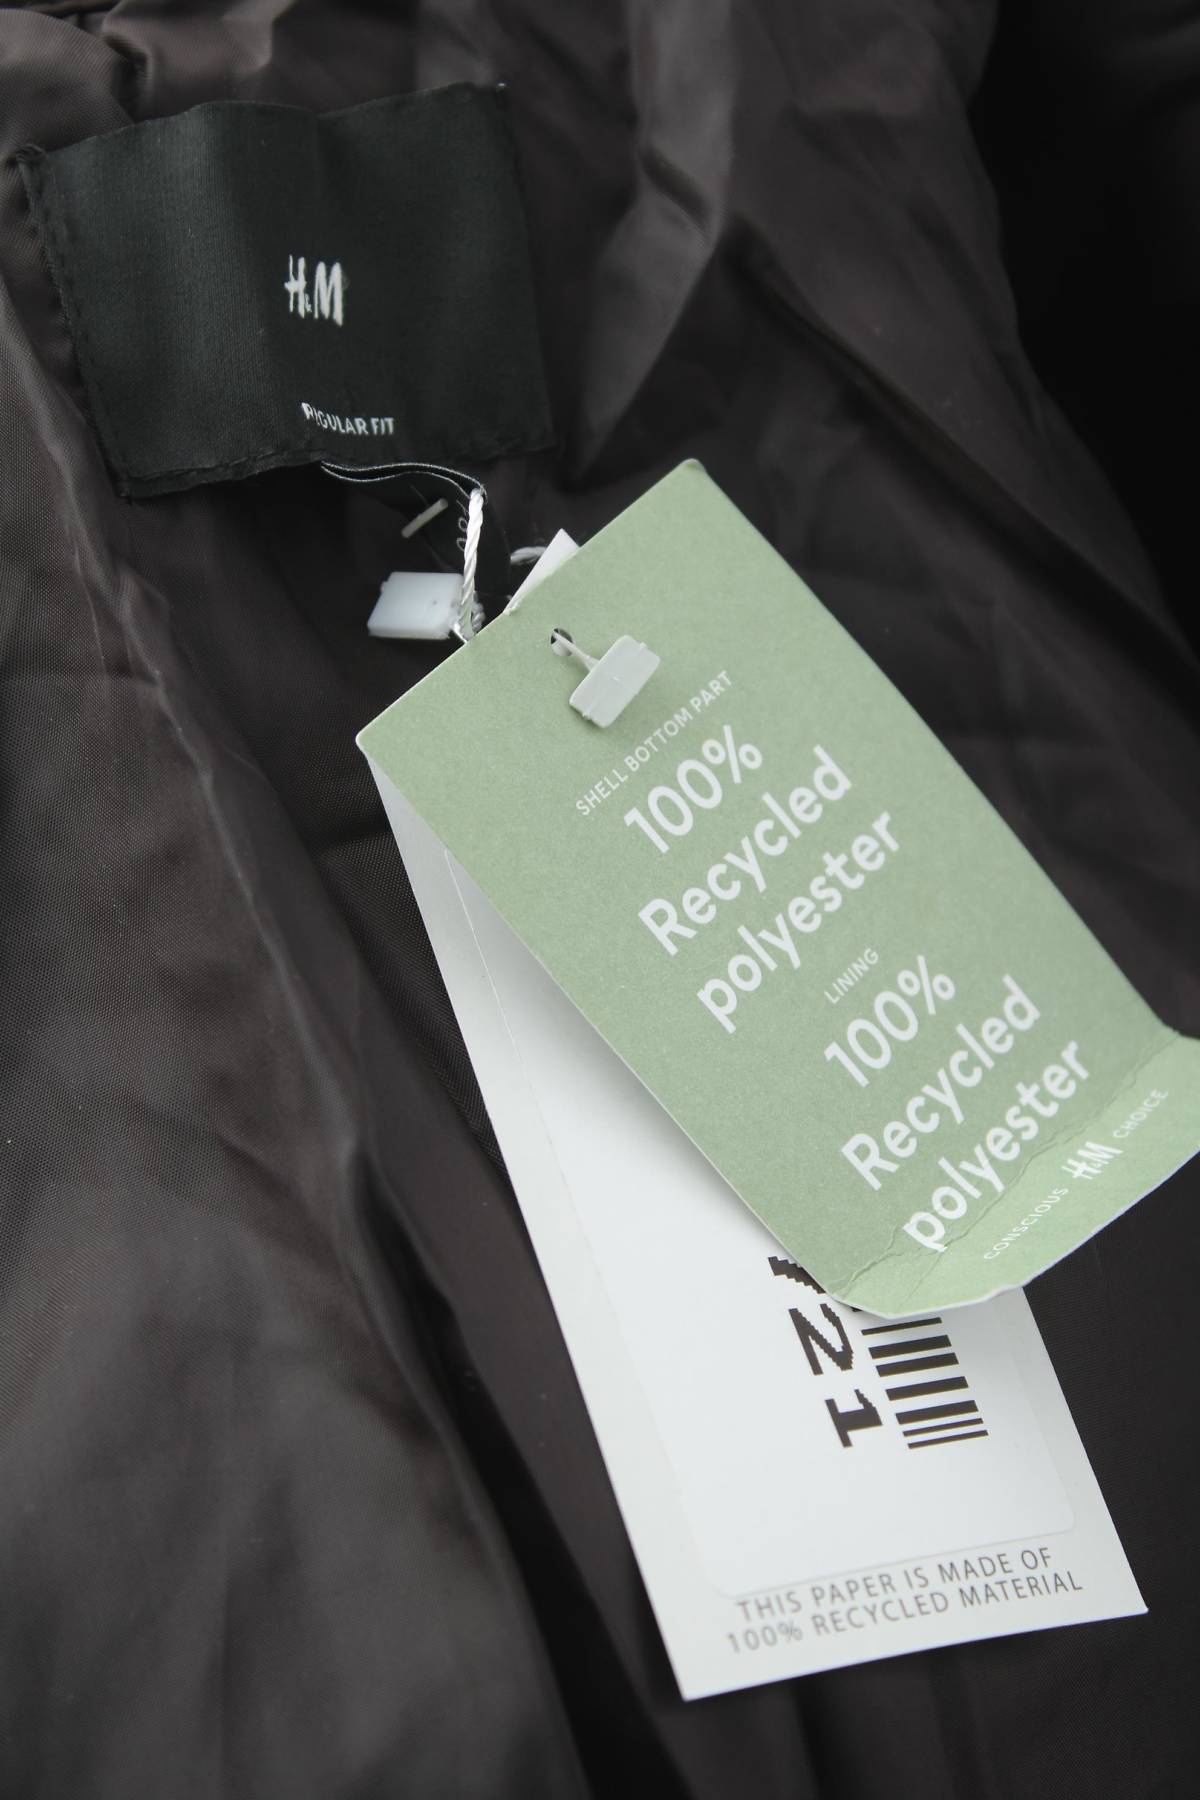 H&M
REGULAR FIT
SHELL BOTTOM PART
100%
Recycled
polyester
LINING
100%
Recycled
polyester
CONSCIOUS H&M CHOICE
THIS PAPER IS MADE OF
100% RECYCLED MATERIAL